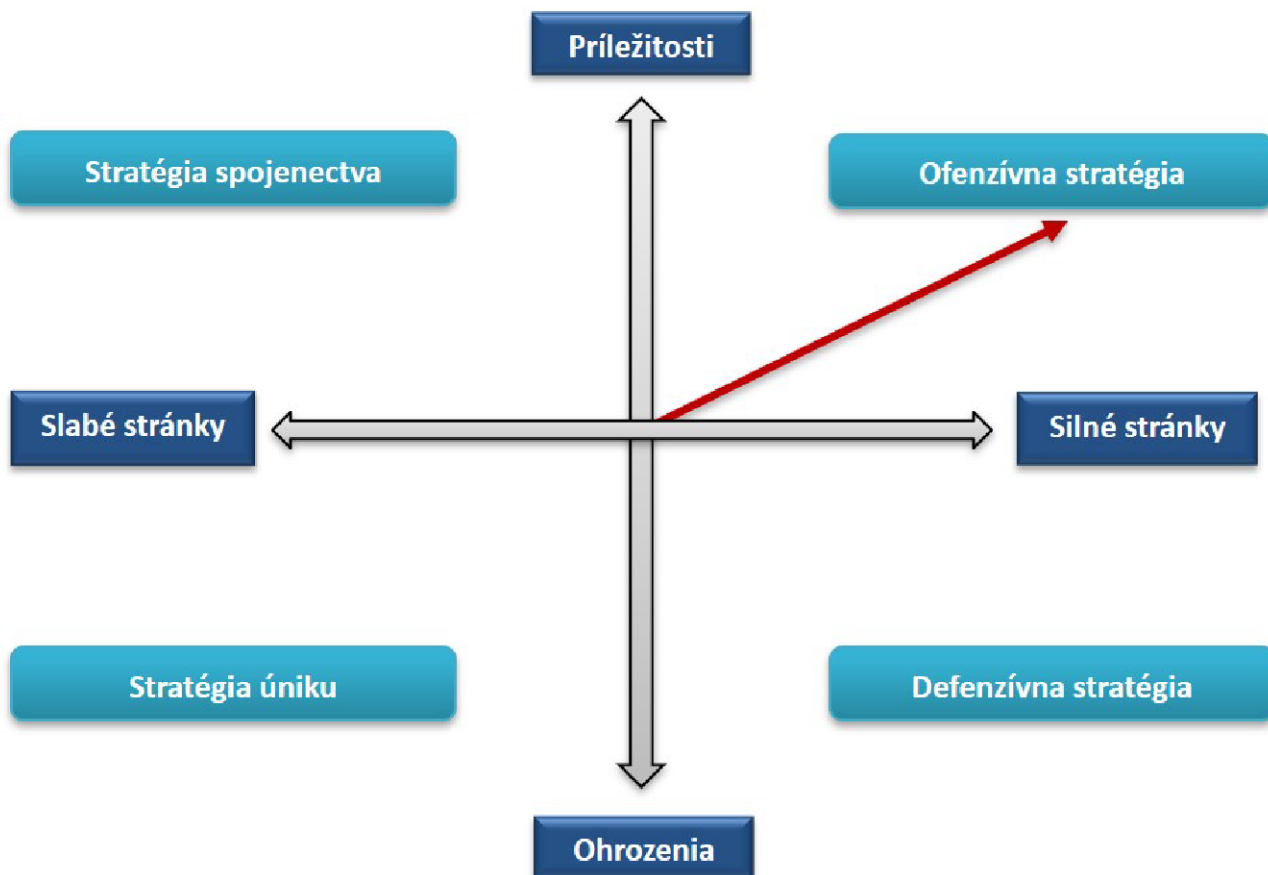 Príležitosti
Stratégia spojenectva
Ofenzívna stratégia
Slabé stránky
Silné stránky
Stratégia úniku
Defenzívna stratégia
Ohrozenia